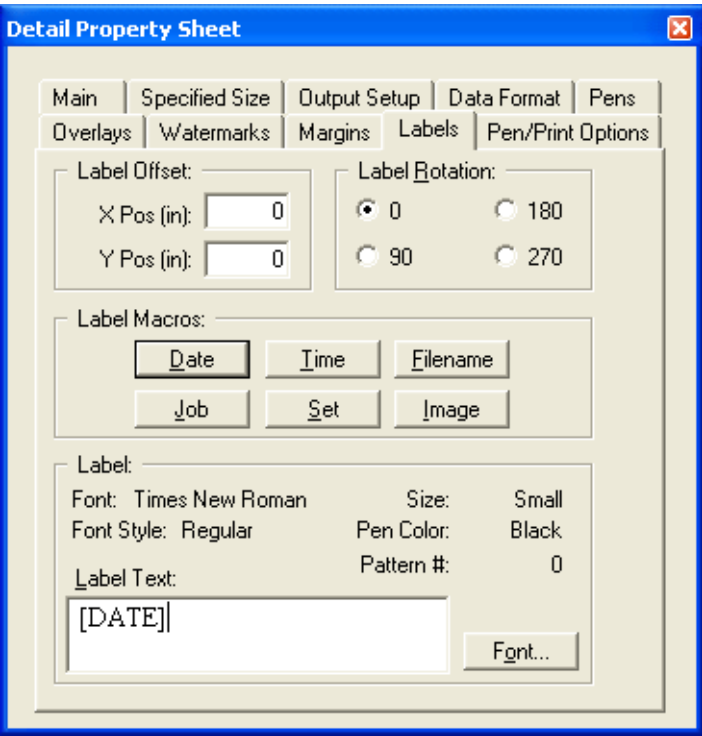 Detail Property Sheet
Main Specified Size Output Setup Data Format Pens
Overlays Watermarks Margins Labels Pen/Print Options
Label Offset: Label Rotation:
X Pos (in): 0 0 180
Y Pos (in): 0 90 270
Label Macros:
Date Time Filename
Job Set Image
Label:
Font: Times New Roman Size: Small
Font Style: Regular Pen Color: Black
Pattern #: 0
Label Text:
[DATE]
Font...